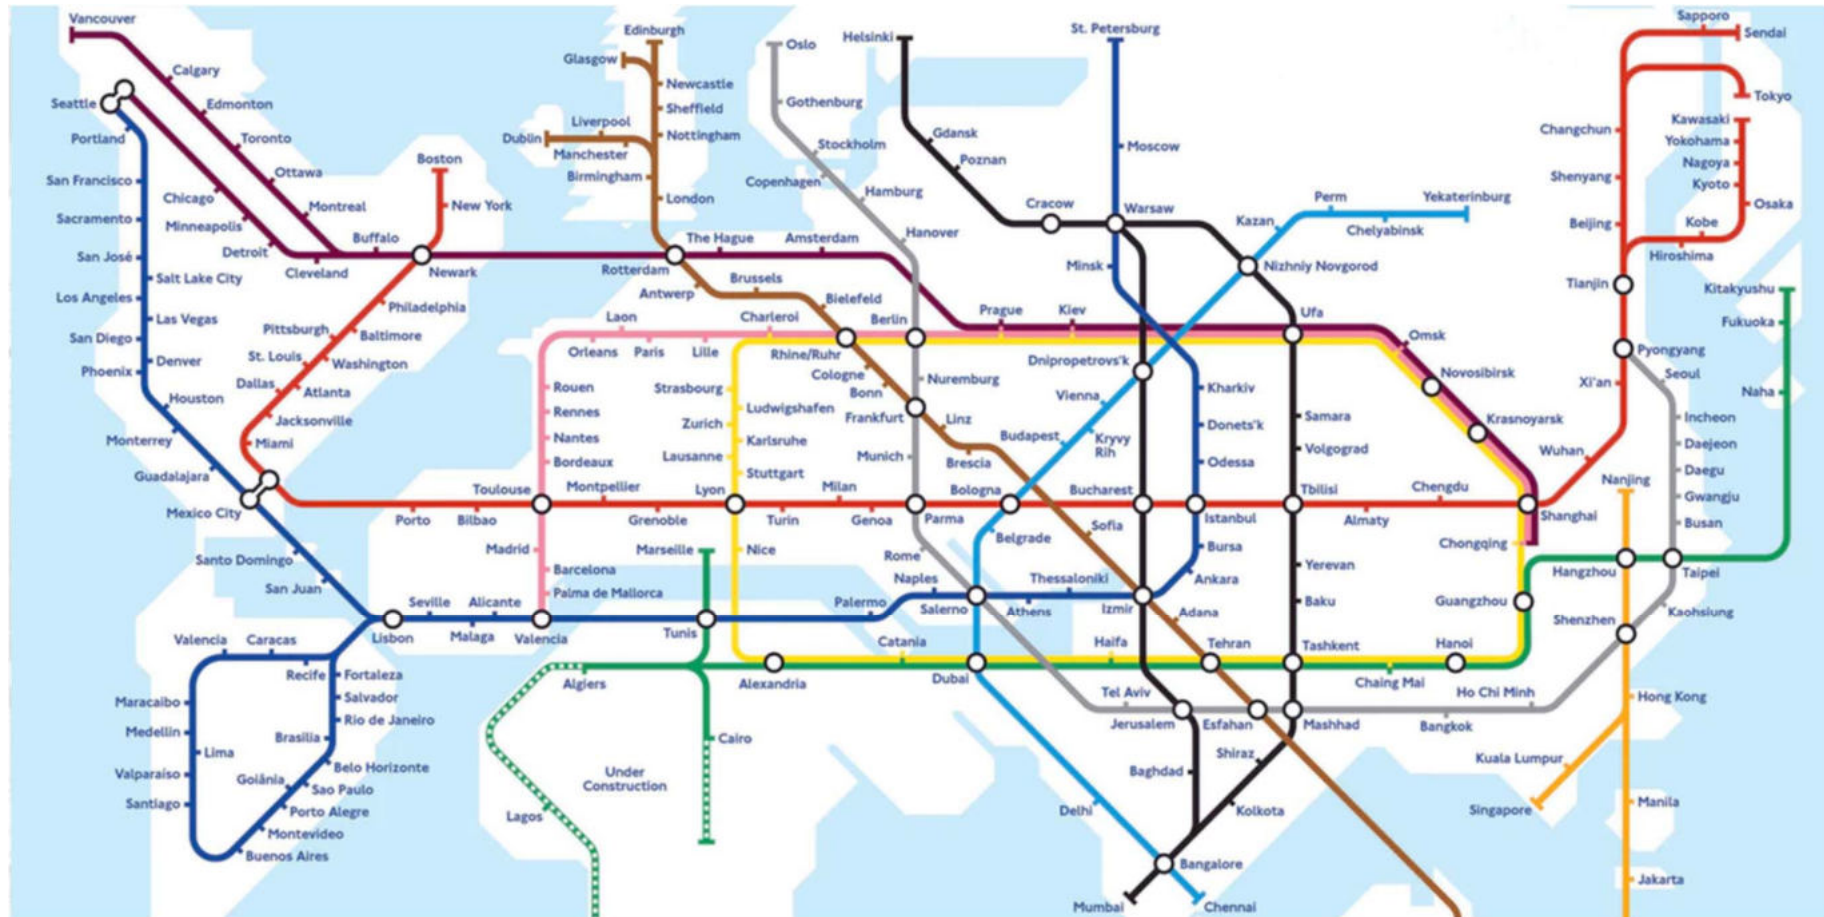 Vancouver
Calgary
Edmonton
Toronto
Ottawa
Montreal
Seattle
Portland
San Francisco
Sacramento
San José
Salt Lake City
Los Angeles
Las Vegas
San Diego
Denver
Phoenix
Houston
Monterrey
Guadalajara
Mexico City
Santo Domingo
San Juan
Chicago
Minneapolis
Detroit
Cleveland
Buffalo
Boston
New York
Newark
Philadelphia
Pittsburgh
Baltimore
St. Louis
Washington
Dallas
Atlanta
Jacksonville
Miami
Edinburgh
Glasgow
Newcastle
Sheffield
Nottingham
Liverpool
Dublin
Manchester
Birmingham
London
The Hague
Amsterdam
Rotterdam
Antwerp
Brussels
Bielefeld
Rhine/Ruhr
Cologne
Bonn
Frankfurt
Linz
Brescia
Oslo
Gothenburg
Stockholm
Copenhagen
Hamburg
Hanover
Berlin
Nuremburg
Munich
Parma
Rome
Helsinki
Gdansk
Poznan
Cracow
Warsaw
St. Petersburg
Moscow
Minsk
Kazan
Perm
Yekaterinburg
Chelyabinsk
Nizhniy Novgorod
Prague
Kiev
Ufa
Omsk
Novosibirsk
Krasnoyarsk
Dnipropetrovs'k
Vienna
Budapest
Kryvy
Rih
Kharkiv
Donets'k
Odessa
Samara
Volgograd
Laon
Charleroi
Orleans
Paris
Lille
Rouen
Rennes
Nantes
Bordeaux
Toulouse
Madrid
Barcelona
Palma de Mallorca
Valencia
Strasbourg
Ludwigshafen
Zurich
Karlsruhe
Lausanne
Stuttgart
Lyon
Nice
Porto
Bilbao
Montpellier
Grenoble
Turin
Milan
Genoa
Bologna
Bucharest
Istanbul
Tbilisi
Almaty
Chengdu
Shanghai
Chongqing
Wuhan
Belgrade
Sofia
Bursa
Ankara
Yerevan
Baku
Marseille
Tunis
Lisbon
Seville
Malaga
Alicante
Palermo
Naples
Salerno
Athens
Thessaloniki
Izmir
Adana
Valencia
Caracas
Recife
Fortaleza
Salvador
Rio de Janeiro
Brasilia
Belo Horizonte
Goiânia
Sao Paulo
Porto Alegre
Montevideo
Buenos Aires
Maracaibo
Medellin
Lima
Valparaiso
Santiago
Algiers
Lagos
Cairo
Under
Construction
Alexandria
Catania
Dubai
Haifa
Tehran
Tashkent
Chaing Mai
Hanoi
Guangzhou
Tel Aviv
Jerusalem
Esfahan
Mashhad
Shiraz
Baghdad
Kolkota
Delhi
Bangalore
Mumbai
Chennai
Bangkok
Ho Chi Minh
Sapporo
Sendai
Tokyo
Kawasaki
Yokohama
Nagoya
Kyoto
Osaka
Kobe
Hiroshima
Changchun
Shenyang
Beijing
Tianjin
Pyongyang
Xi'an
Seoul
Incheon
Daejeon
Daegu
Gwangju
Busan
Kitakyushu
Fukuoka
Naha
Nanjing
Hangzhou
Taipei
Kaohsiung
Shenzhen
Hong Kong
Kuala Lumpur
Singapore
Manila
Jakarta